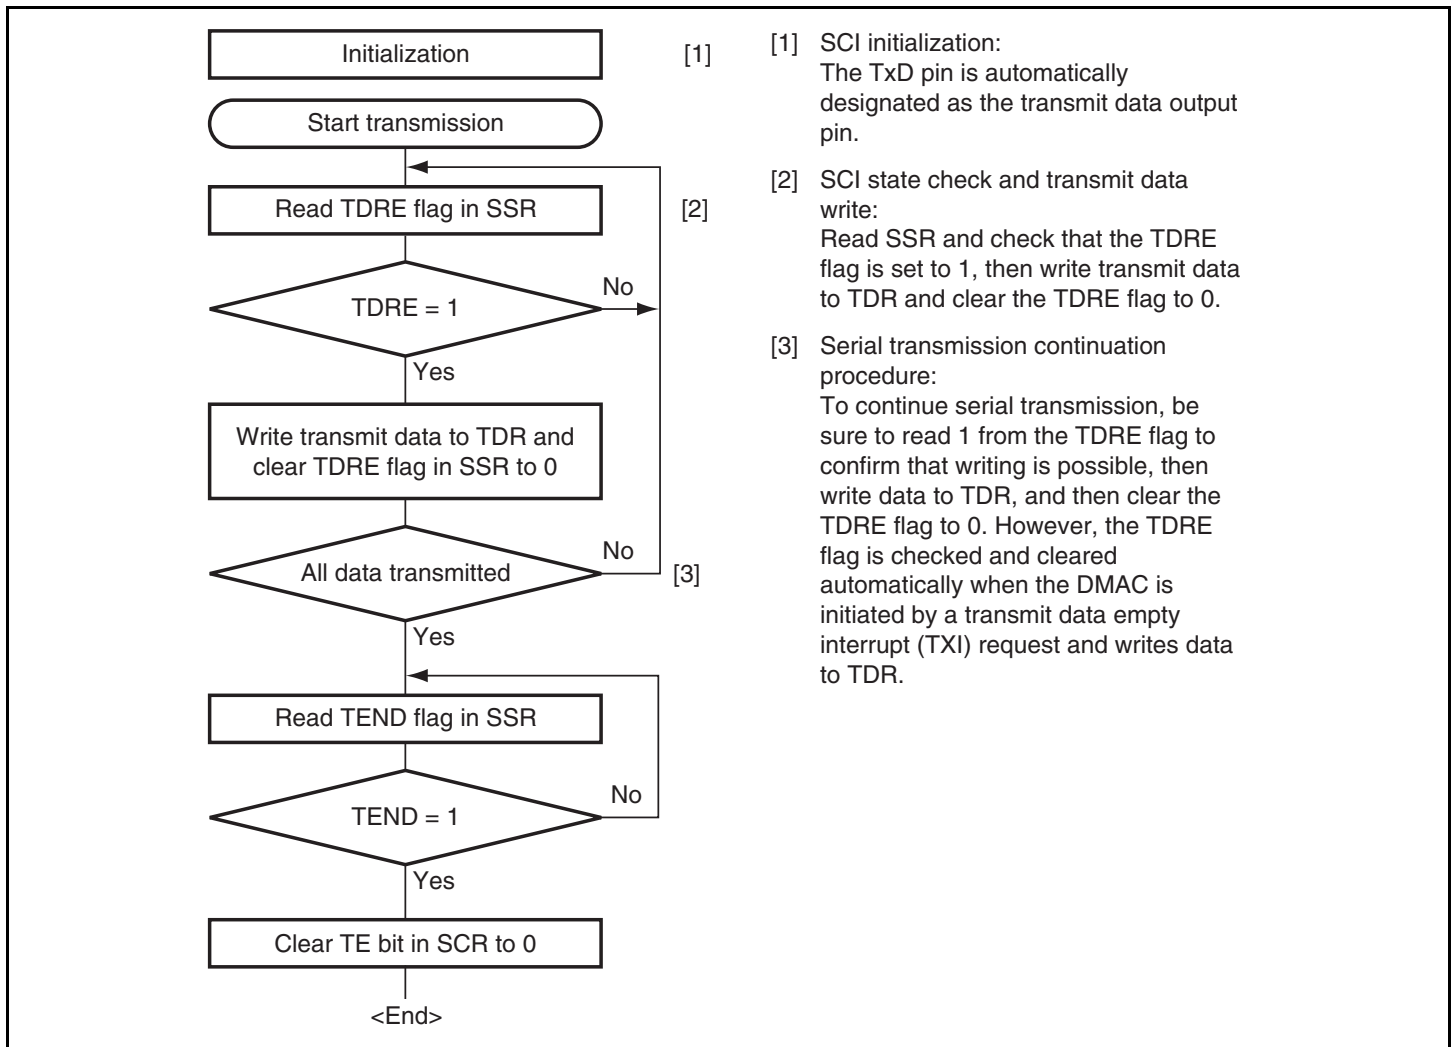 Initialization
[1]
Start transmission
Read TDRE flag in SSR
[2]
TDRE = 1
No
Yes
Write transmit data to TDR and
clear TDRE flag in SSR to 0
All data transmitted
No
[3]
Yes
Read TEND flag in SSR
TEND = 1
No
Yes
Clear TE bit in SCR to 0
<End>
[1] SCI initialization:
The TxD pin is automatically
designated as the transmit data output
pin.
[2] SCI state check and transmit data
write:
Read SSR and check that the TDRE
flag is set to 1, then write transmit data
to TDR and clear the TDRE flag to 0.
[3] Serial transmission continuation
procedure:
To continue serial transmission, be
sure to read 1 from the TDRE flag to
confirm that writing is possible, then
write data to TDR, and then clear the
TDRE flag to 0. However, the TDRE
flag is checked and cleared
automatically when the DMAC is
initiated by a transmit data empty
interrupt (TXI) request and writes data
to TDR.